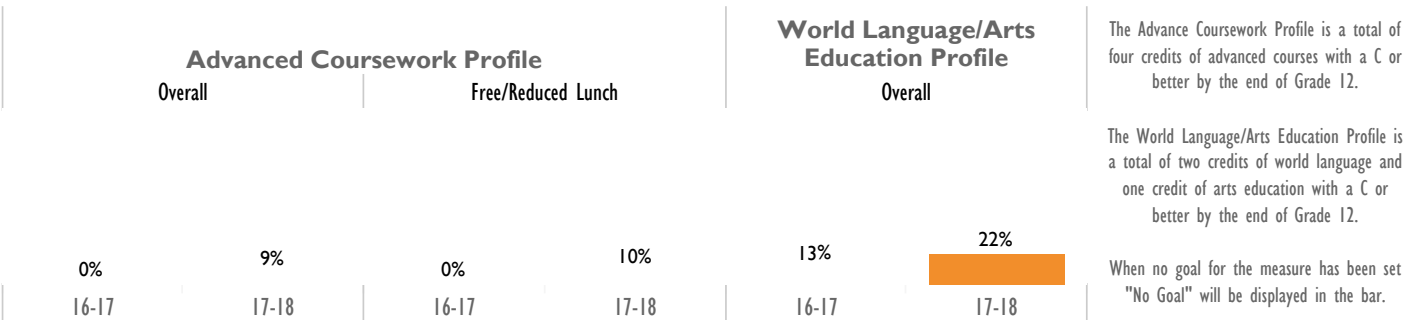 Advanced Coursework Profile
Overall
Free/Reduced Lunch
World Language/Arts
Education Profile
Overall
0%
9%
0%
10%
13%
22%
16-17
17-18
16-17
17-18
16-17
17-18
The Advance Coursework Profile is a total of
four credits of advanced courses with a C or
better by the end of Grade 12.
The World Language/Arts Education Profile is
a total of two credits of world language and
one credit of arts education with a C or
better by the end of Grade 12.
When no goal for the measure has been set
"No Goal" will be displayed in the bar.